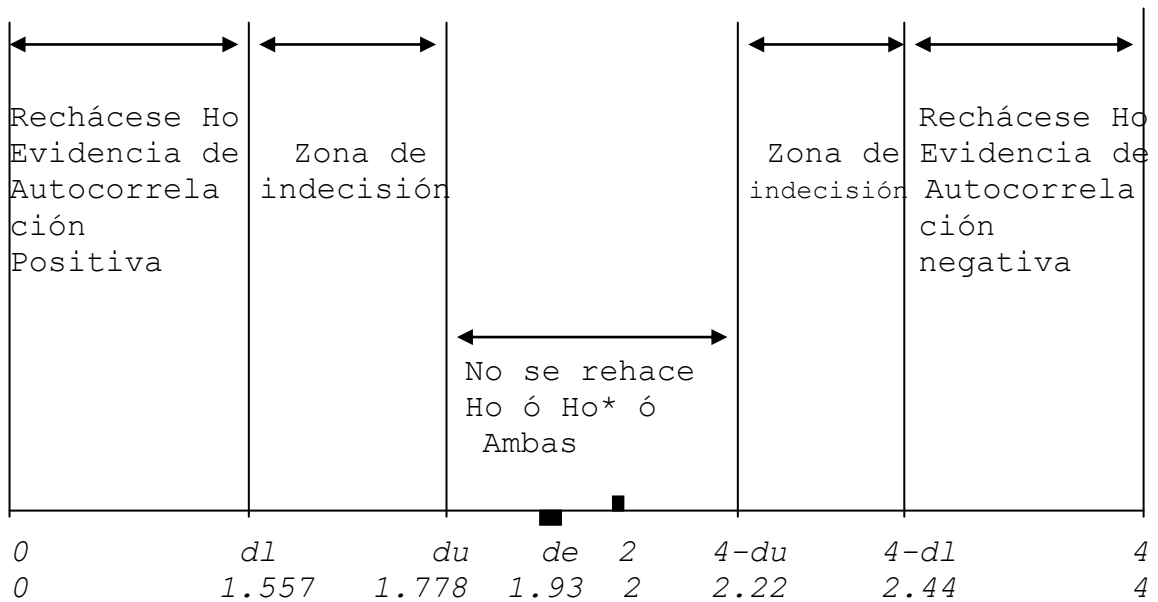 Rechácese Ho
Evidencia de
Autocorrela
ción
Positiva
Zona de
indecisión
No se rehace
Ho ó Ho* ó
Ambas
Zona de
indecisión
Rechácese Ho
Evidencia de
Autocorrela
ción
negativa
0 dl du de 2 4-du 4-dl 4
0 1.557 1.778 1.93 2 2.22 2.44 4